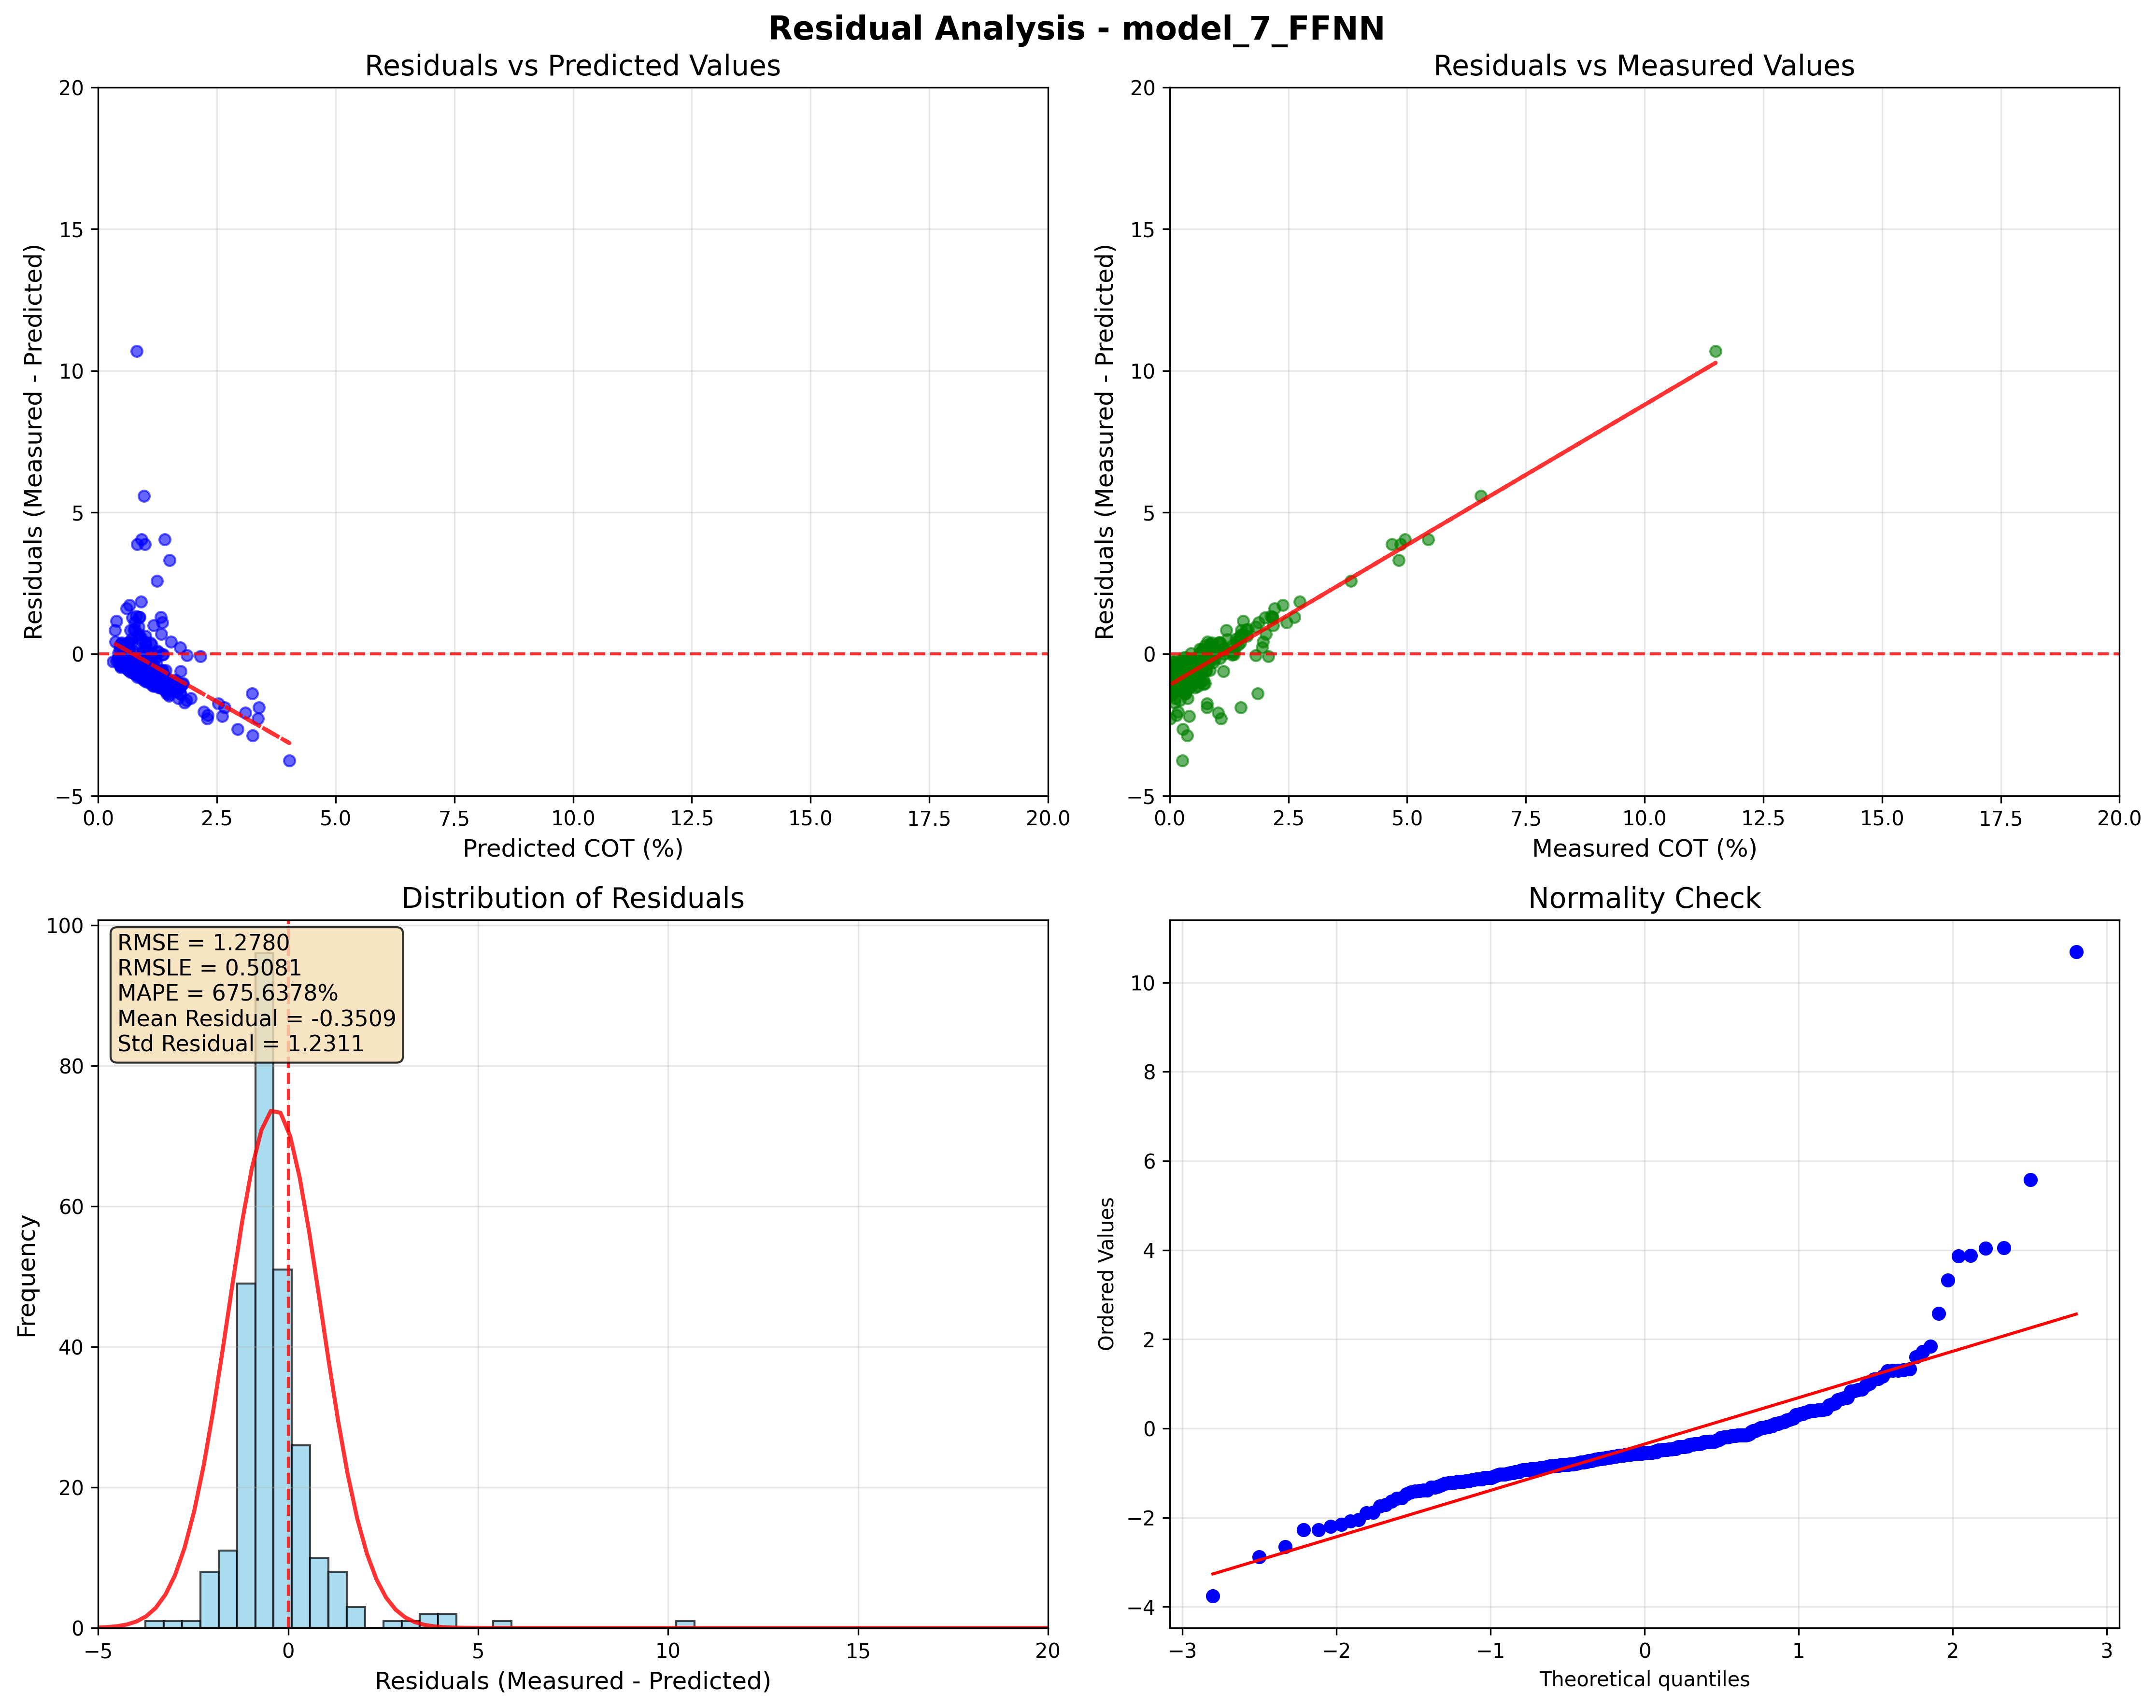 Residual Analysis - model_7_FFNN
Residuals vs Predicted Values
20
15
10
5
0
−5
Residuals (Measured - Predicted)
0.0 2.5 5.0 7.5 10.0 12.5 15.0 17.5 20.0
Predicted COT (%)
Residuals vs Measured Values
20
15
10
5
0
−5
Residuals (Measured - Predicted)
0.0 2.5 5.0 7.5 10.0 12.5 15.0 17.5 20.0
Measured COT (%)
Distribution of Residuals
100
80
60
40
20
0
Frequency
RMSE = 1.2780
RMSLE = 0.5081
MAPE = 675.6378%
Mean Residual = -0.3509
Std Residual = 1.2311
−5 0 5 10 15 20
Residuals (Measured - Predicted)
Normality Check
10
8
6
4
2
0
−2
−4
Ordered Values
−3 −2 −1 0 1 2 3
Theoretical quantiles